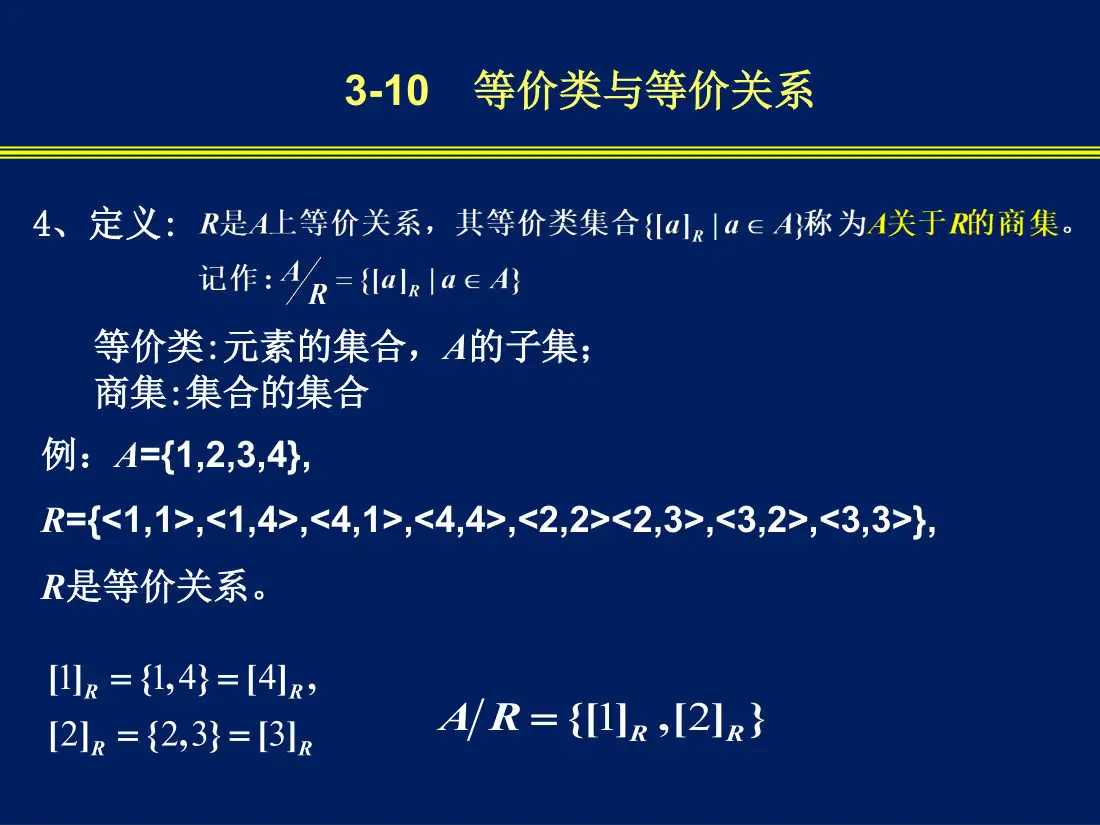 3-10 等价类与等价关系
4、定义: R是A上等价关系，其等价类集合{[a]R | a ∈ A}称为A关于R的商集。
记作: A/R = {[a]R | a ∈ A}
等价类:元素的集合，A的子集;
商集:集合的集合
例：A={1,2,3,4},
R={<1,1>,<1,4>,<4,1>,<4,4>,<2,2><2,3>,<3,2>,<3,3>},
R是等价关系。
[1]R = {1,4} = [4]R,
[2]R = {2,3} = [3]R
A/R = {[1]R ,[2]R }